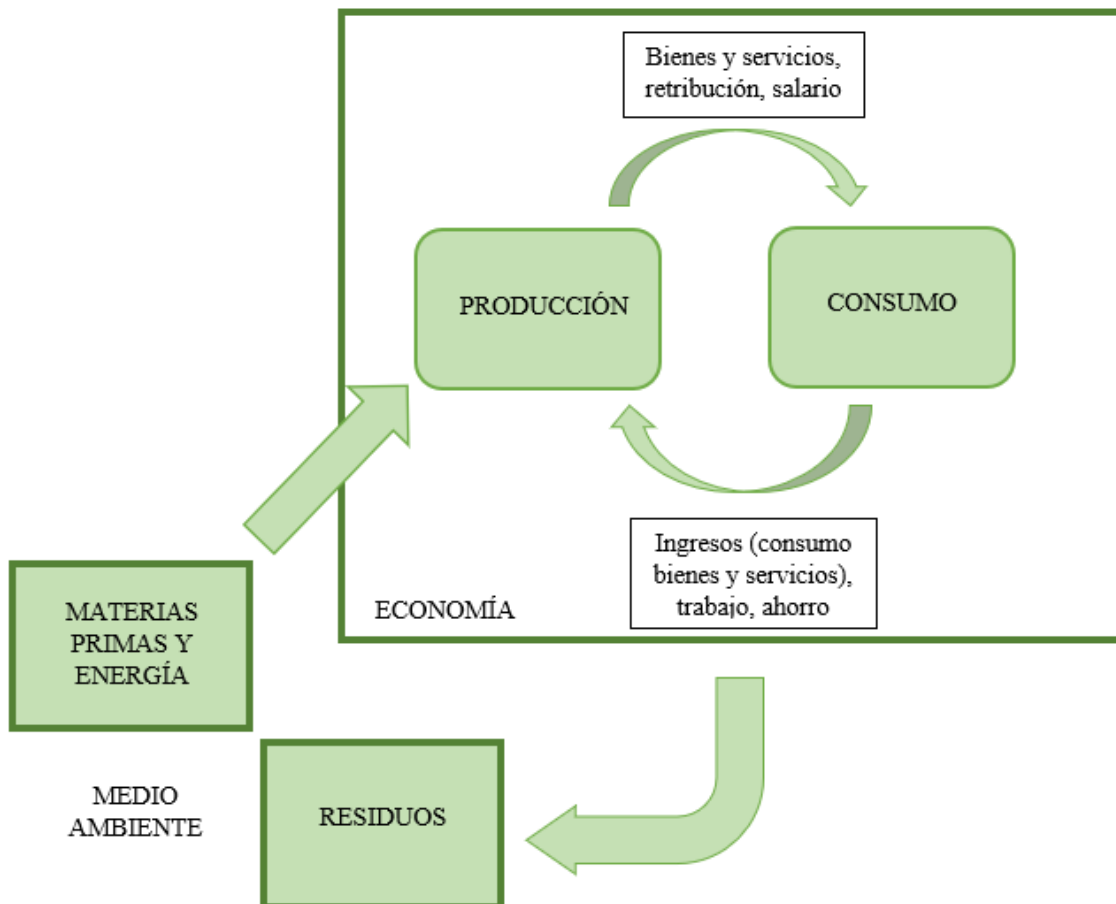 Bienes y servicios,
retribución, salario
PRODUCCIÓN
CONSUMO
Ingresos (consumo
bienes y servicios),
trabajo, ahorro
ECONOMÍA
MATERIAS
PRIMAS Y
ENERGÍA
MEDIO
AMBIENTE
RESIDUOS